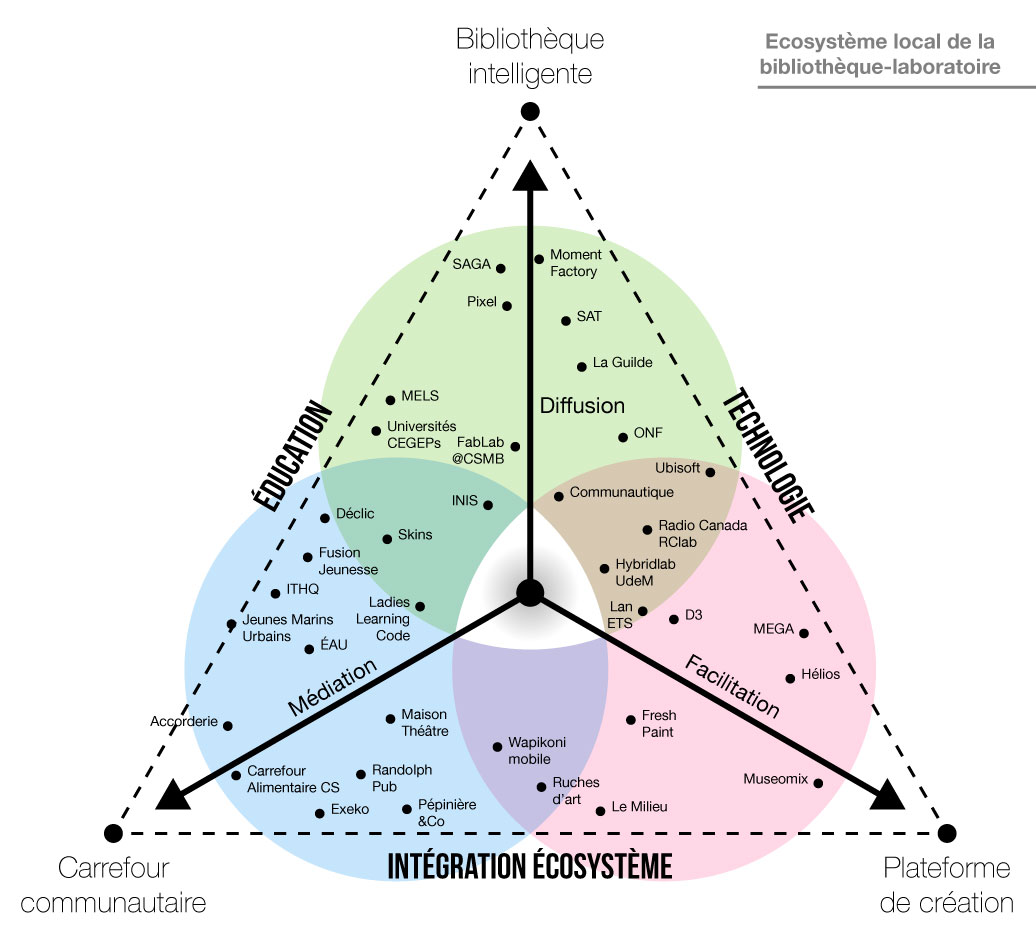 Bibliothèque
intelligente
Ecosystème local de la
bibliothèque-laboratoire
SAGA
Moment
Factory
Pixel
SAT
La Guilde
MELS
Diffusion
Universités
CEGEPs
FabLab
@CSMB
ONF
ÉDUCATION
TECHNOLOGIE
Ubisoft
INIS
Communautique
Déclic
Skins
Radio Canada
RClab
Fusion
Jeunesse
Hybridlab
UdeM
ITHQ
Ladies
Learning
Code
Lan
ETS
D3
Jeunes Marins
Urbains
ÉAU
MEGA
Médiation
Facilitation
Hélios
Accorderie
Maison
Théâtre
Fresh
Paint
Wapikoni
mobile
Carrefour
Alimentaire CS
Randolph
Pub
Ruches
d'art
Museomix
Exeko
Pépinière
&Co
Le Milieu
INTÉGRATION ÉCOSYSTÈME
Carrefour
communautaire
Plateforme
de création